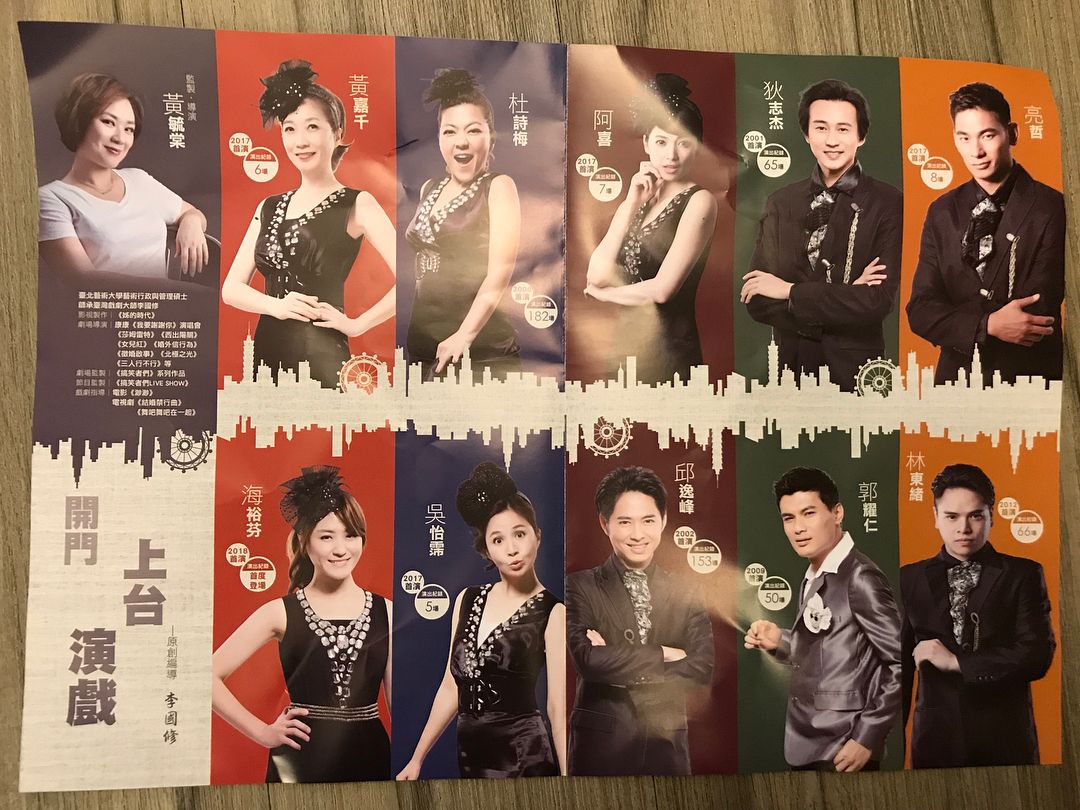 監製・導演
黃毓棠
臺北藝術大學藝術行政與管理碩士
師承臺灣戲劇大師李國修
影視製作｜《姊的時代》
劇場導演｜康康《我要謝謝你》演唱會
《莎姆雷特》《西出陽關》
《女兒紅》《婚外信行為》
《徵婚啟事》《北極之光》
《三人行不行》等
劇場監製｜《搞笑者們》系列作品
節目監製｜《搞笑者們LIVE SHOW》
戲劇指導｜電影《渺渺》
電視劇《結婚禁行曲》
《舞吧舞吧在一起》
黃嘉千
2017
首演
演出紀錄
6場
杜詩梅
2004
首演
演出紀錄
182場
阿喜
2017
首演
演出紀錄
7場
狄志杰
2001
首演
演出紀錄
65場
亮哲
2017
首演
演出紀錄
8場
開門
上台
演戲
—原創編導 李國修
海裕芬
2018
首演
演出紀錄
首度
登場
吳怡霈
2017
首演
演出紀錄
5場
邱逸峰
2002
首演
演出紀錄
153場
郭耀仁
2009
首演
演出紀錄
50場
林東緒
2012
首演
演出紀錄
66場